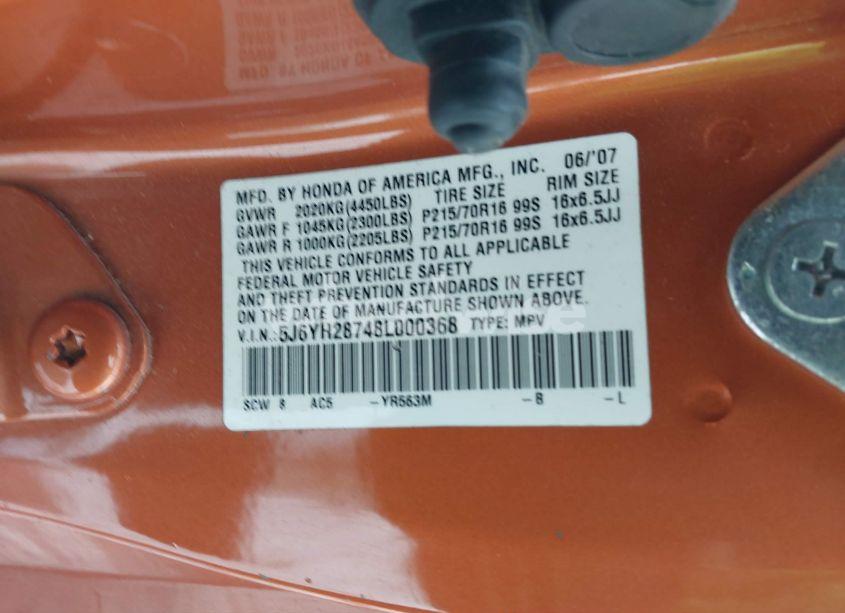 MFD. BY HONDA OF AMERICA MFG., INC. 06/'07
GVWR 2020KG(4450LBS) TIRE SIZE RIM SIZE
GAWR F 1045KG(2300LBS) P215/70R16 99S 16x6.5JJ
GAWR R 1000KG(2205LBS) P215/70R16 99S 16x6.5JJ
THIS VEHICLE CONFORMS TO ALL APPLICABLE
FEDERAL MOTOR VEHICLE SAFETY
AND THEFT PREVENTION STANDARDS IN EFFECT
ON THE DATE OF MANUFACTURE SHOWN ABOVE.
V.I.N.: 5J6YH28748L000368 TYPE: MPV
SCW 8 AC5 -YR563M -B -L